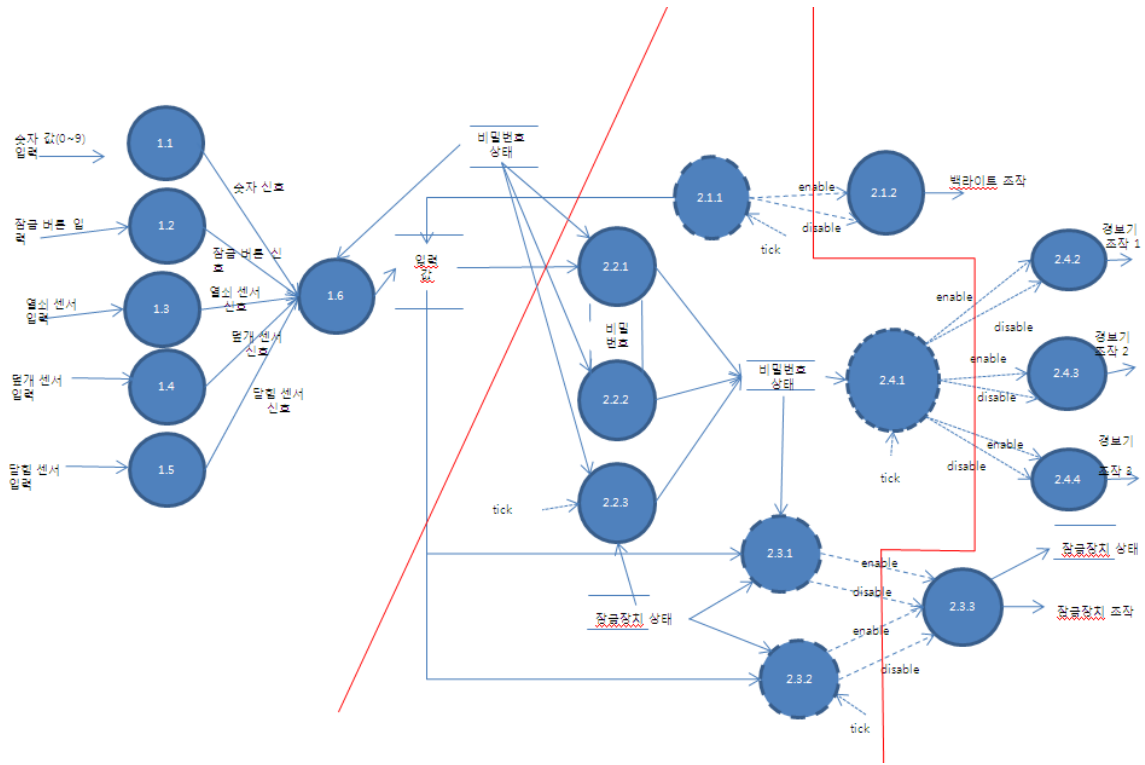 숫자 값(0~9)
입력
1.1
숫자 신호
잠금 버튼 입
력
1.2
잠금 버튼 신
호
열쇠 센서
입력
1.3
열쇠 센서
신호
덮개 센서
입력
1.4
덮개 센서
신호
닫힘 센서
입력
1.5
닫힘 센서
신호
1.6
비밀번호
상태
입력
값
2.1.1
tick
enable
disable
2.1.2
백라이트 조작
2.2.1
비밀
번호
2.2.2
2.2.3
tick
비밀번호
상태
2.4.1
tick
enable
disable
enable
disable
enable
disable
2.4.2
경보기
조작 1
2.4.3
경보기
조작 2
2.4.4
경보기
조작 3
잠금장치 상태
2.3.1
enable
disable
2.3.2
enable
disable
tick
2.3.3
잠금장치 상태
잠금장치 조작